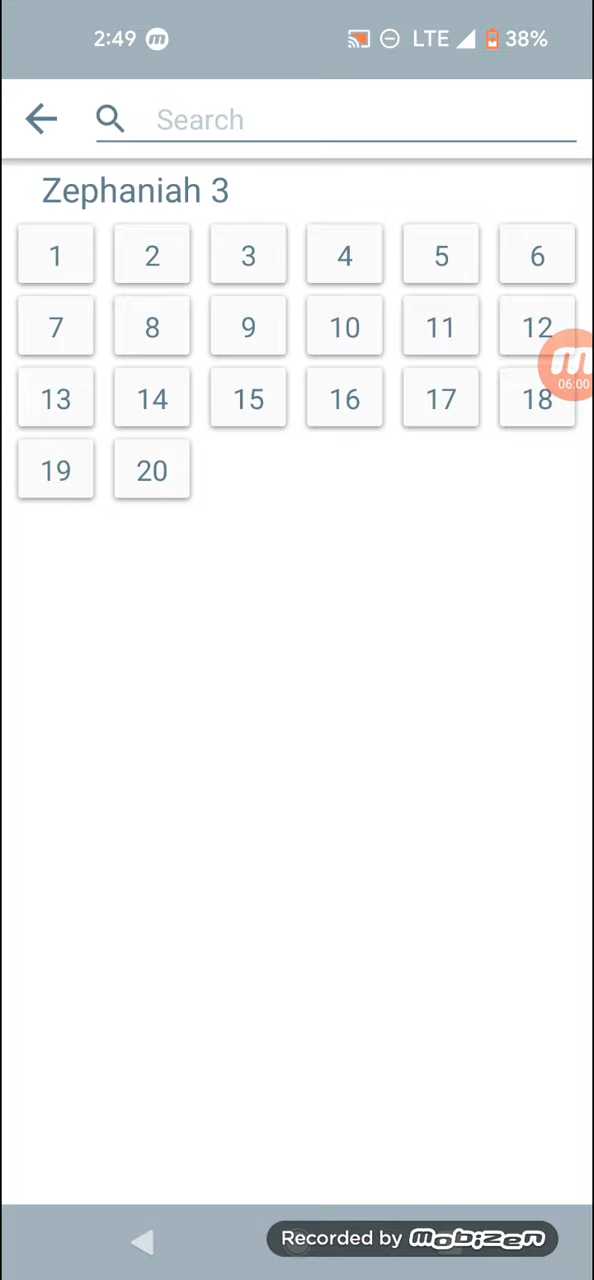 2:49 m LTE 38%
Search
Zephaniah 3
1 2 3 4 5 6
7 8 9 10 11 12
13 14 15 16 17 18
19 20
m
06:00
Recorded by mobizen